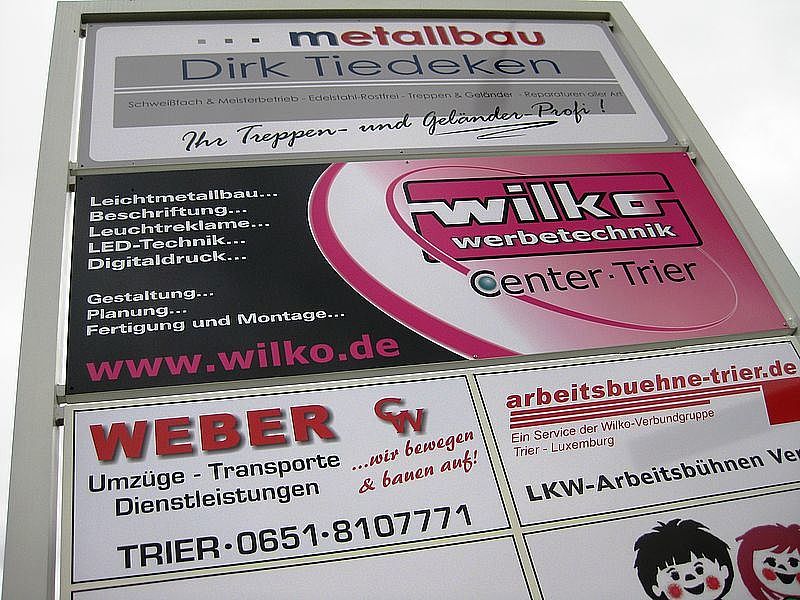 ... metallbau
Dirk Tiedeken
Schweißfach & Meisterbetrieb - Edelstahl-Rostfrei - Treppen & Geländer - Reparaturen aller Art
Ihr Treppen- und Geländer-Profi !
Leichtmetallbau...
Beschriftung...
Leuchtreklame...
LED-Technik...
Digitaldruck...
Gestaltung...
Planung...
Fertigung und Montage...
www.wilko.de
wilko
werbetechnik
Center·Trier
WEBER
CW
Umzüge - Transporte
Dienstleistungen
...wir bewegen
& bauen auf!
TRIER·0651·8107771
arbeitsbuehne-trier.de
Ein Service der Wilko-Verbundgruppe
Trier - Luxemburg
LKW-Arbeitsbühnen Ver